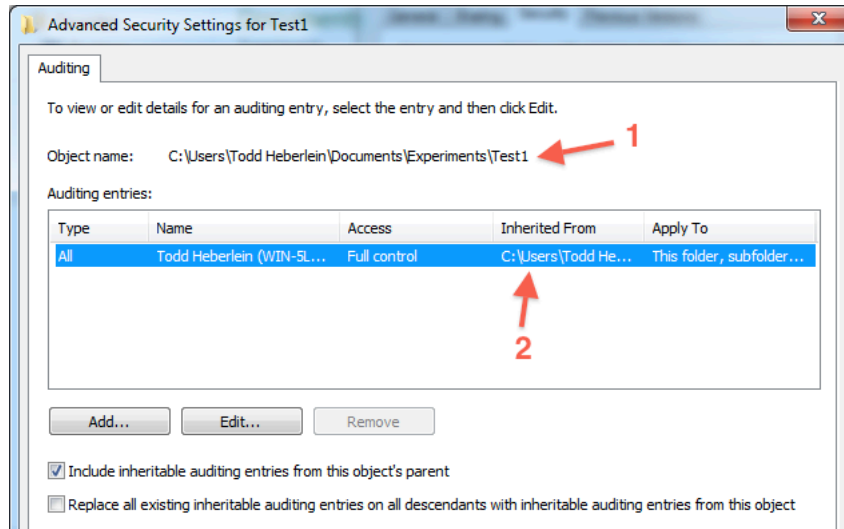 Advanced Security Settings for Test1
Auditing
To view or edit details for an auditing entry, select the entry and then click Edit.
Object name: C:\Users\Todd Heberlein\Documents\Experiments\Test1
1
Auditing entries:
Type Name Access Inherited From Apply To
All Todd Heberlein (WIN-5L... Full control C:\Users\Todd He... This folder, subfolder...
2
Add... Edit... Remove
Include inheritable auditing entries from this object's parent
Replace all existing inheritable auditing entries on all descendants with inheritable auditing entries from this object